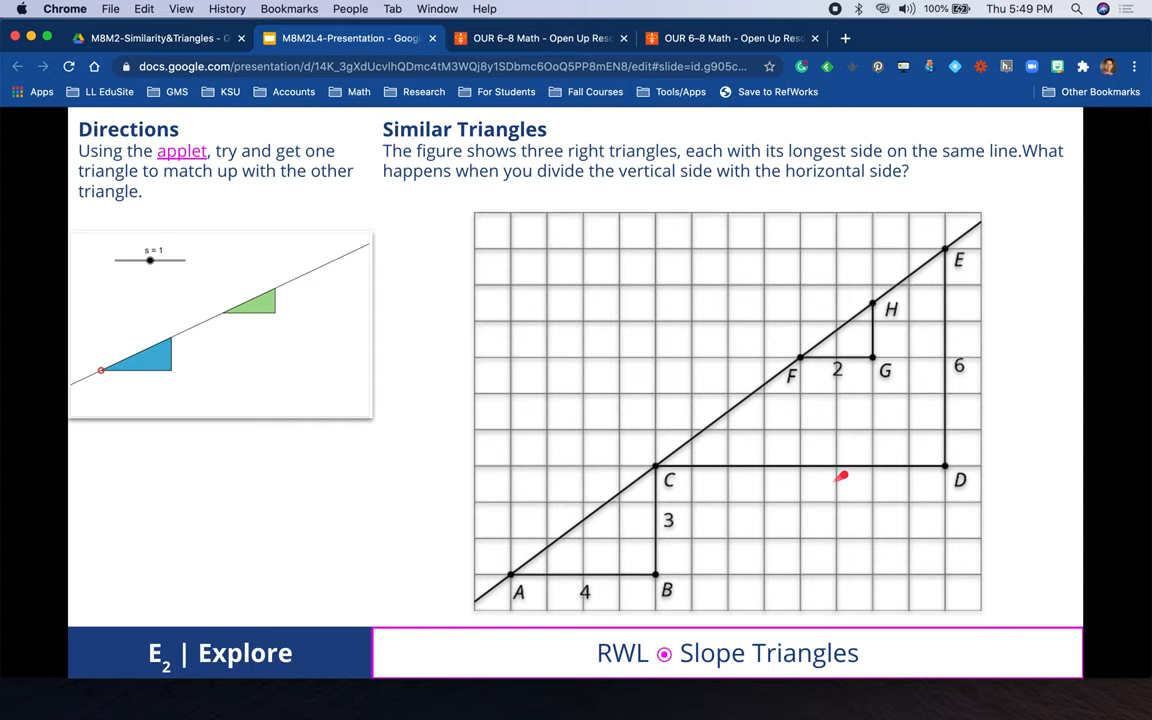 Chrome File Edit View History Bookmarks People Tab Window Help 100% Thu 5:49 PM
M8M2-Similarity&Triangles - G
M8M2L4-Presentation - Googl
OUR 6–8 Math - Open Up Reso
OUR 6–8 Math - Open Up Reso
docs.google.com/presentation/d/14K_3gXdUcvlhQDmc4tM3WQj8y1SDbmc6OoQ5PP8mEN8/edit#slide=id.g905c...
Apps LL EduSite GMS KSU Accounts Math Research For Students Fall Courses Tools/Apps Save to RefWorks Other Bookmarks
Directions
Using the applet, try and get one
triangle to match up with the other
triangle.
Similar Triangles
The figure shows three right triangles, each with its longest side on the same line.What
happens when you divide the vertical side with the horizontal side?
s = 1
E
H
F
2
G
6
C
D
3
A
4
B
E2 | Explore
RWL ⦿ Slope Triangles